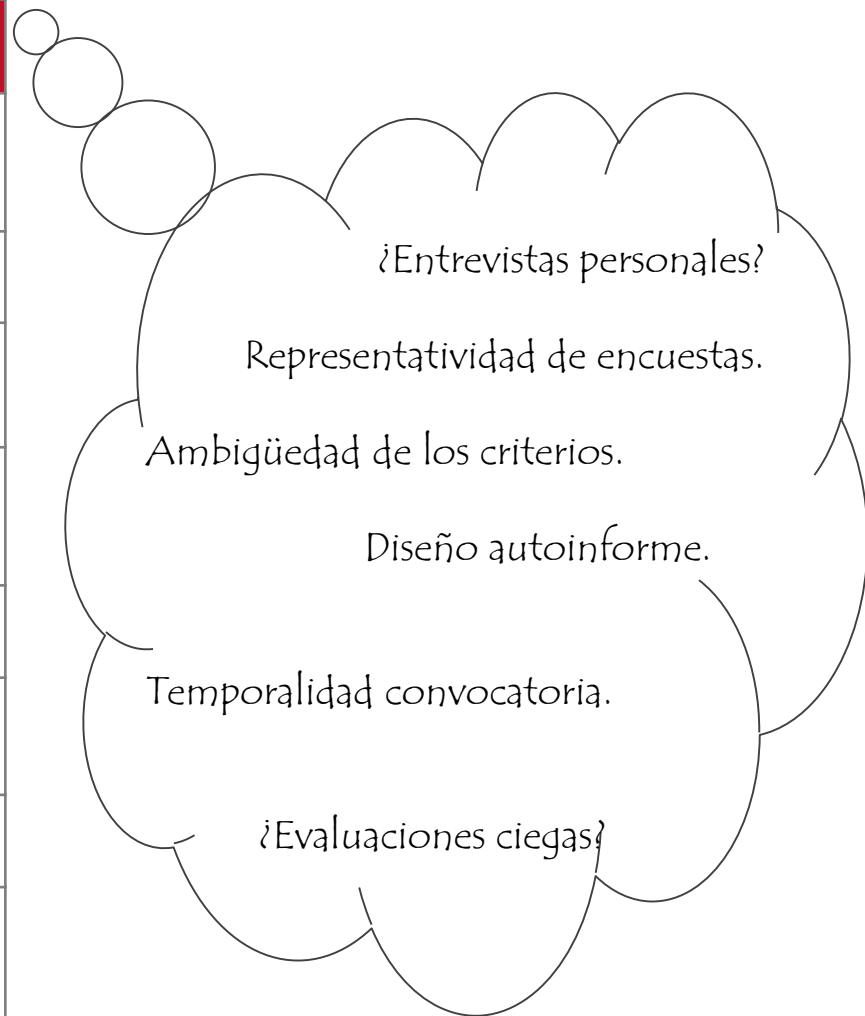 ¿Entrevistas personales?
Representatividad de encuestas.
Ambigüedad de los criterios.
Diseño autoinforme.
Temporalidad convocatoria.
¿Evaluaciones ciegas?